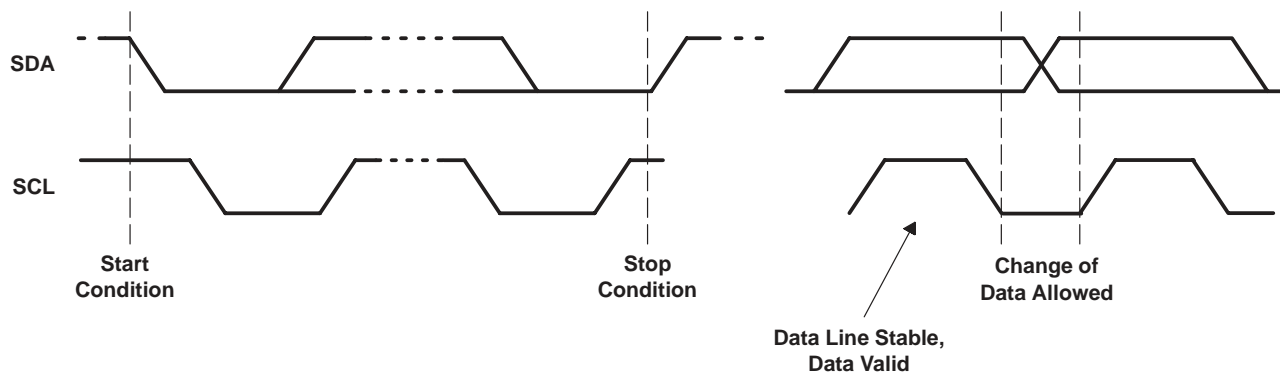 SDA
SCL
Start
Condition
Stop
Condition
Change of
Data Allowed
Data Line Stable,
Data Valid